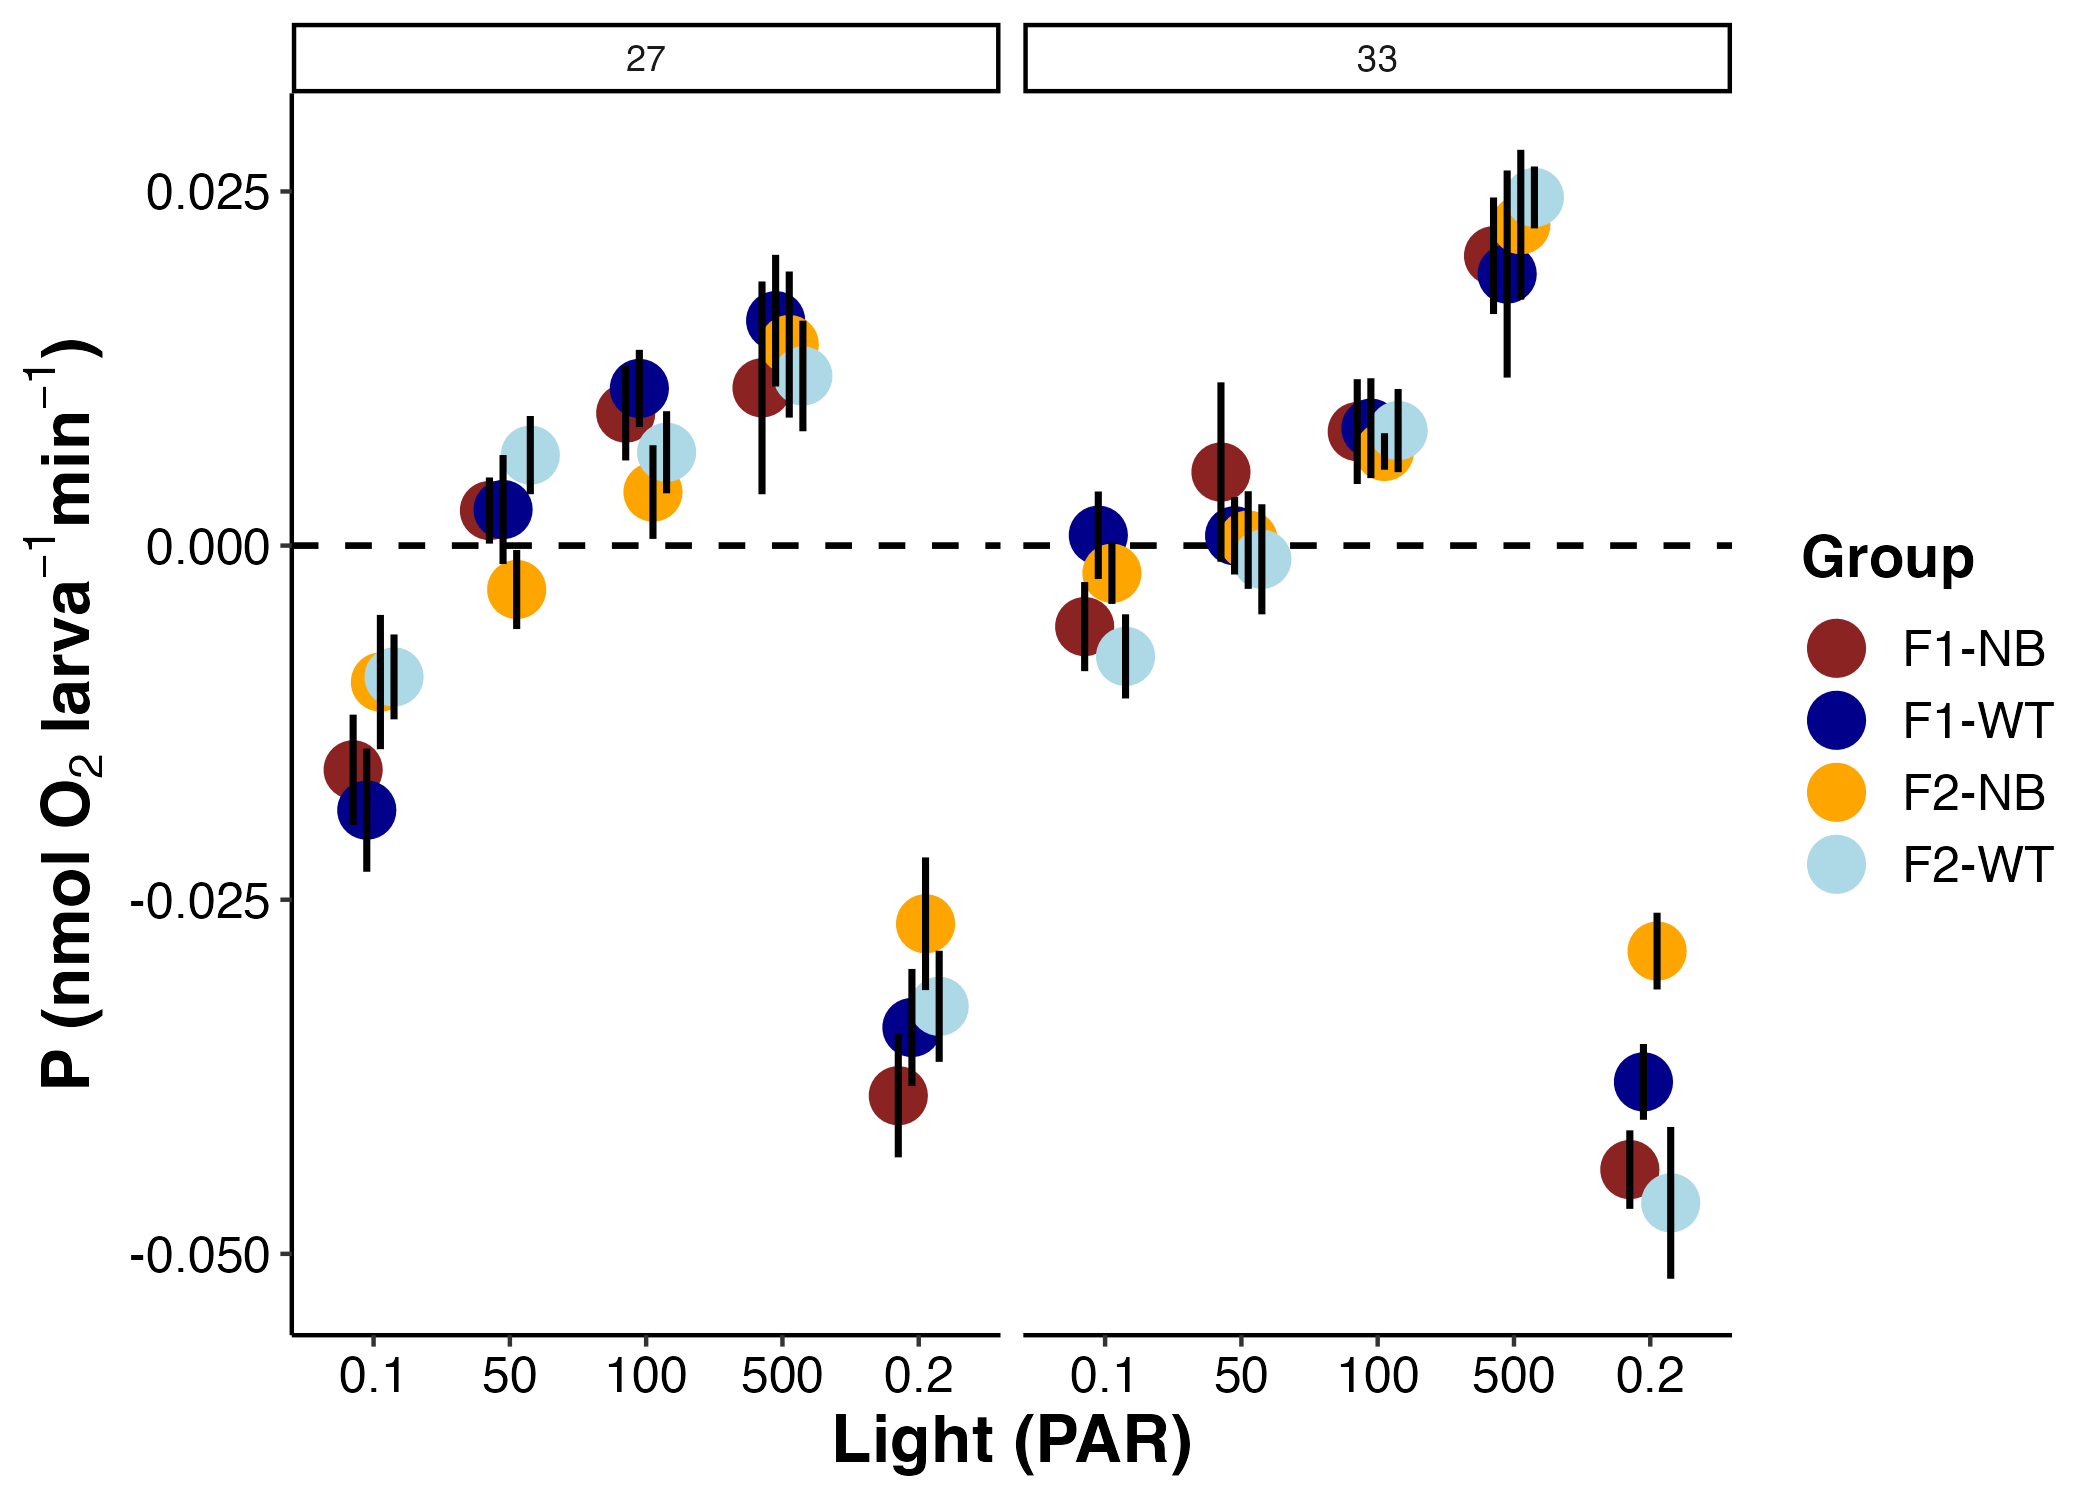 27
33
0.025
0.000
-0.025
-0.050
P (nmol O₂ larva⁻¹min⁻¹)
0.1 50 100 500 0.2
0.1 50 100 500 0.2
Light (PAR)
Group
F1-NB
F1-WT
F2-NB
F2-WT